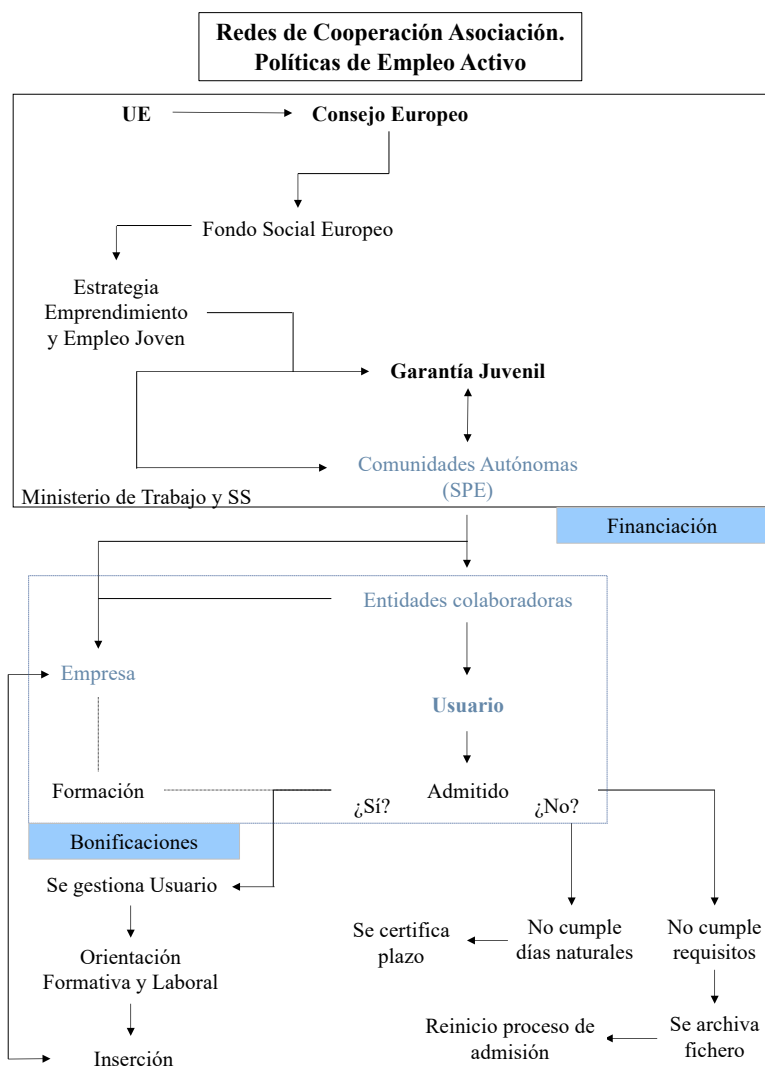 Redes de Cooperación Asociación.
Políticas de Empleo Activo
UE
Consejo Europeo
Fondo Social Europeo
Estrategia
Emprendimiento
y Empleo Joven
Garantía Juvenil
Comunidades Autónomas
(SPE)
Ministerio de Trabajo y SS
Financiación
Entidades colaboradoras
Empresa
Usuario
Formación
Admitido
¿Sí?
¿No?
Bonificaciones
Se gestiona Usuario
Orientación
Formativa y Laboral
Inserción
Se certifica
plazo
No cumple
días naturales
No cumple
requisitos
Reinicio proceso de
admisión
Se archiva
fichero